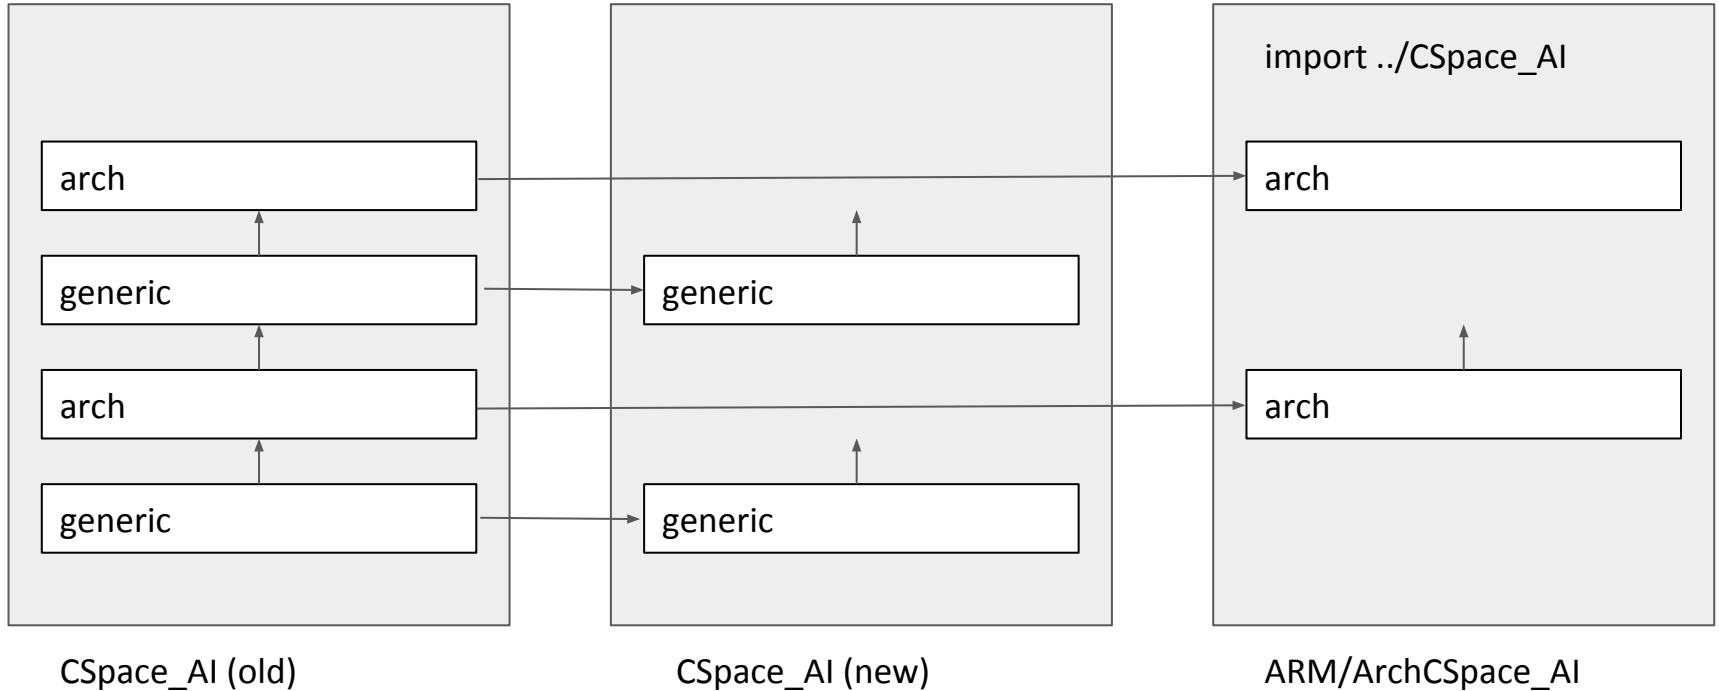 import ../CSpace_AI
arch
arch
generic
generic
arch
arch
generic
generic
CSpace_AI (old)
CSpace_AI (new)
ARM/ArchCSpace_AI